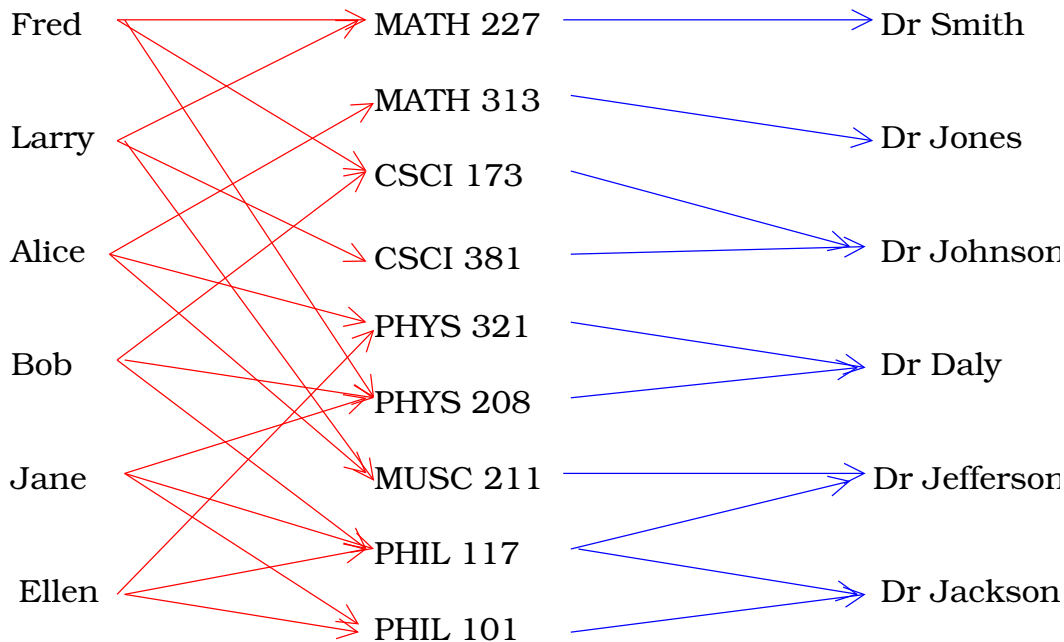 Fred MATH 227 Dr Smith
MATH 313
Larry Dr Jones
CSCI 173
Alice CSCI 381 Dr Johnson
PHYS 321
Bob Dr Daly
PHYS 208
Jane MUSC 211 Dr Jefferson
PHIL 117
Ellen Dr Jackson
PHIL 101